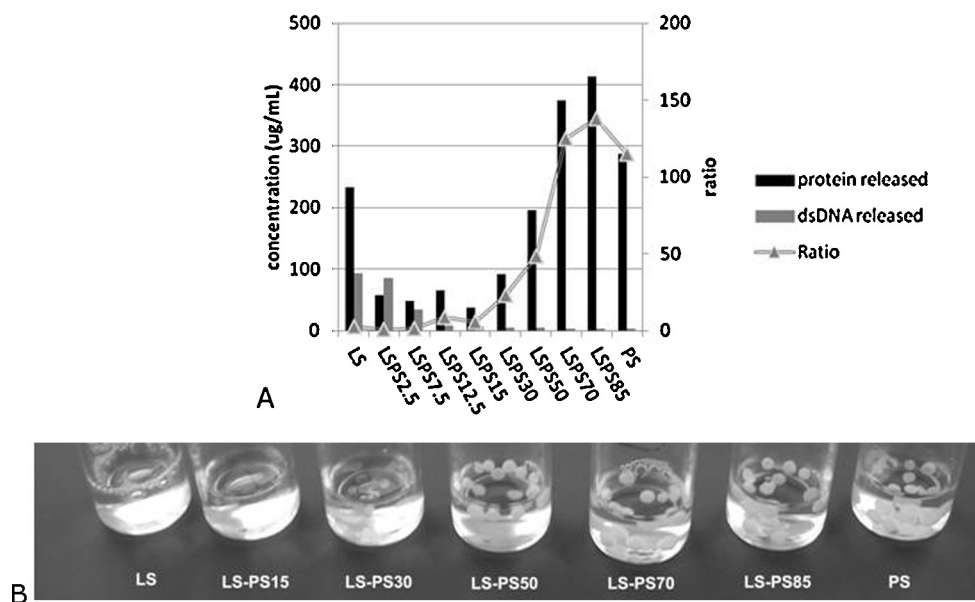 500
400
300
200
100
0
concentration (ug/mL)
200
150
100
50
0
ratio
LS
LSPS2.5
LSPS7.5
LSPS12.5
LSPS15
LSPS30
LSPS50
LSPS70
LSPS85
PS
protein released
dsDNA released
Ratio
A
LS
LS-PS15
LS-PS30
LS-PS50
LS-PS70
LS-PS85
PS
B